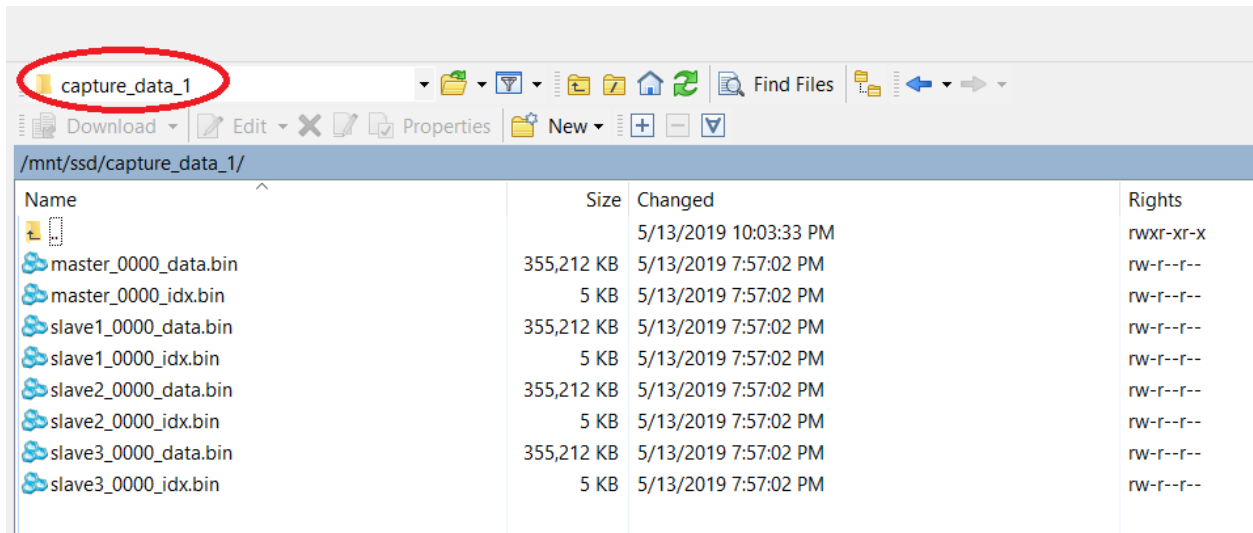 capture_data_1 Find Files
Download Edit Properties New
/mnt/ssd/capture_data_1/
Name Size Changed Rights
.. 5/13/2019 10:03:33 PM rwxr-xr-x
master_0000_data.bin 355,212 KB 5/13/2019 7:57:02 PM rw-r--r--
master_0000_idx.bin 5 KB 5/13/2019 7:57:02 PM rw-r--r--
slave1_0000_data.bin 355,212 KB 5/13/2019 7:57:02 PM rw-r--r--
slave1_0000_idx.bin 5 KB 5/13/2019 7:57:02 PM rw-r--r--
slave2_0000_data.bin 355,212 KB 5/13/2019 7:57:02 PM rw-r--r--
slave2_0000_idx.bin 5 KB 5/13/2019 7:57:02 PM rw-r--r--
slave3_0000_data.bin 355,212 KB 5/13/2019 7:57:02 PM rw-r--r--
slave3_0000_idx.bin 5 KB 5/13/2019 7:57:02 PM rw-r--r--